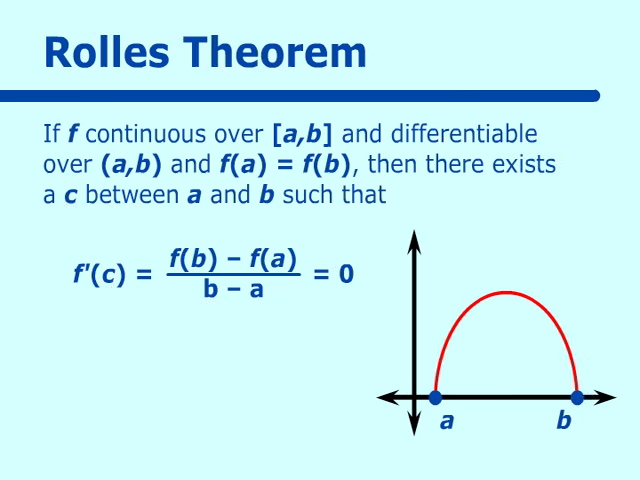 Rolles Theorem
If f continuous over [a,b] and differentiable
over (a,b) and f(a) = f(b), then there exists
a c between a and b such that
f'(c) = f(b) – f(a) / b – a = 0
a b